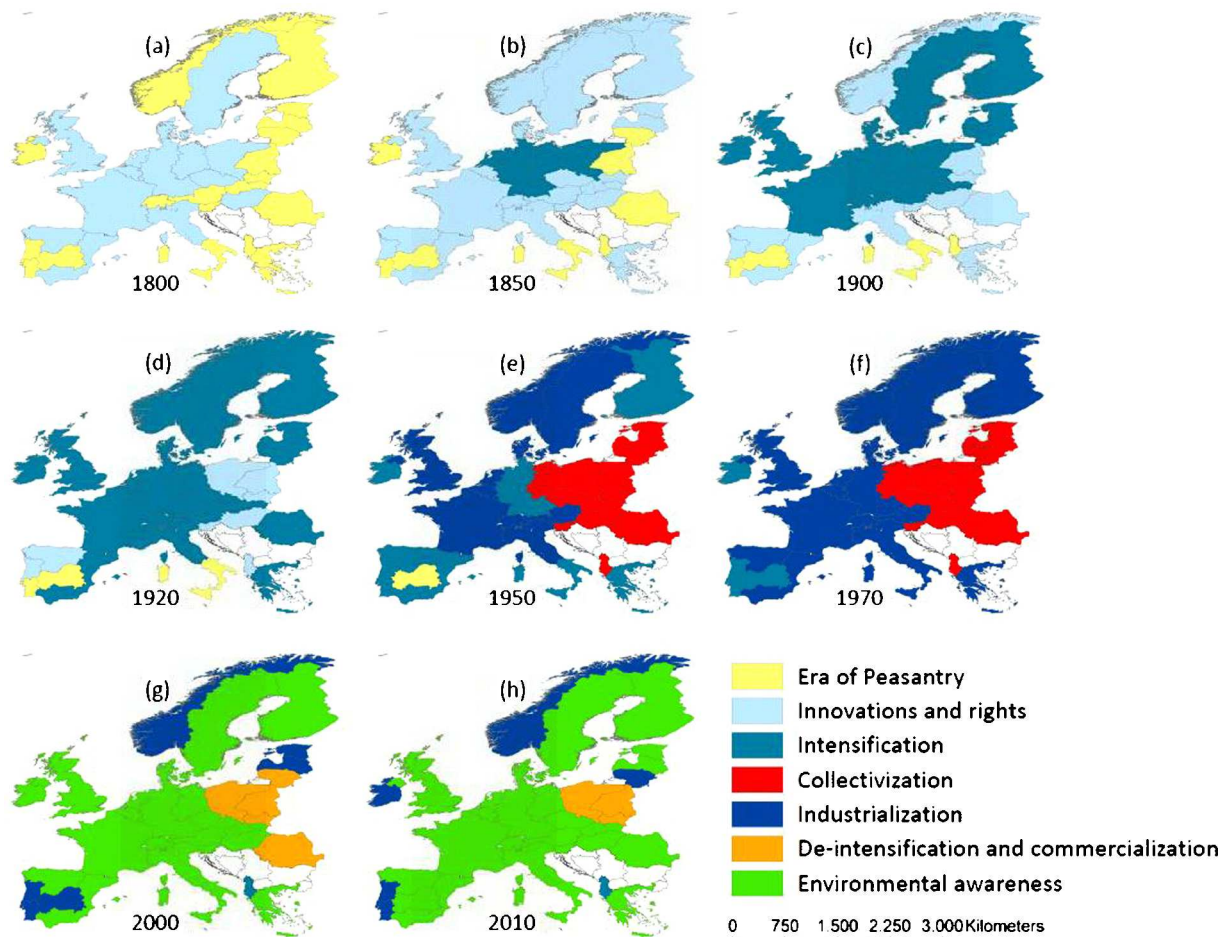 (a)
(b)
(c)
1800
1850
1900
(d)
(e)
(f)
1920
1950
1970
(g)
(h)
2000
2010
Era of Peasantry
Innovations and rights
Intensification
Collectivization
Industrialization
De-intensification and commercialization
Environmental awareness
0 750 1.500 2.250 3.000 Kilometers